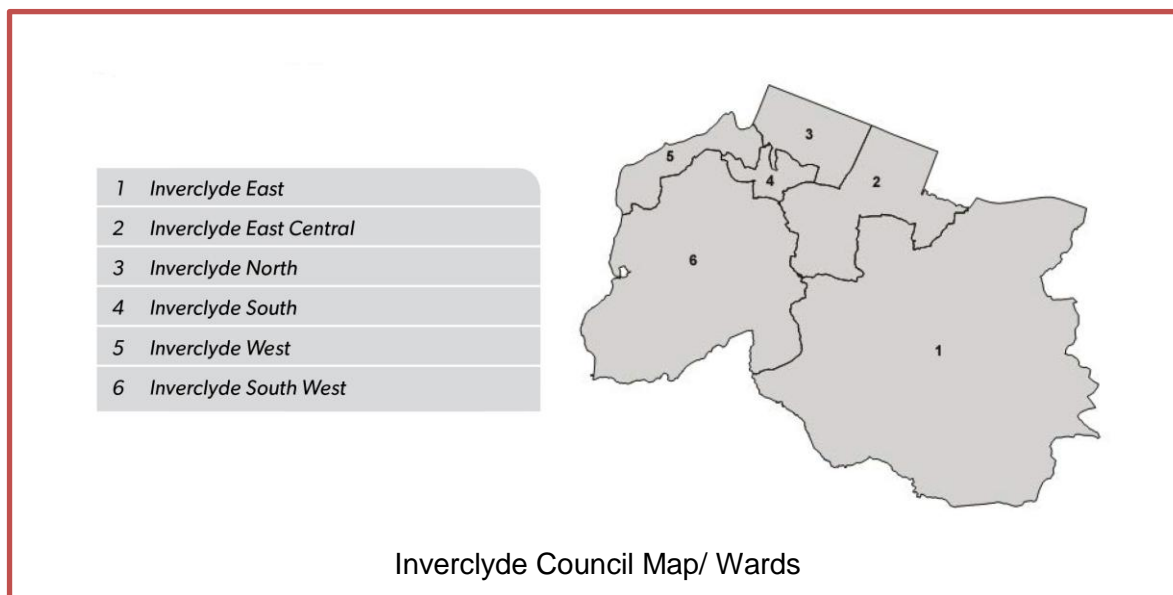 1 Inverclyde East
2 Inverclyde East Central
3 Inverclyde North
4 Inverclyde South
5 Inverclyde West
6 Inverclyde South West
3
5
4
2
6
1
Inverclyde Council Map/ Wards